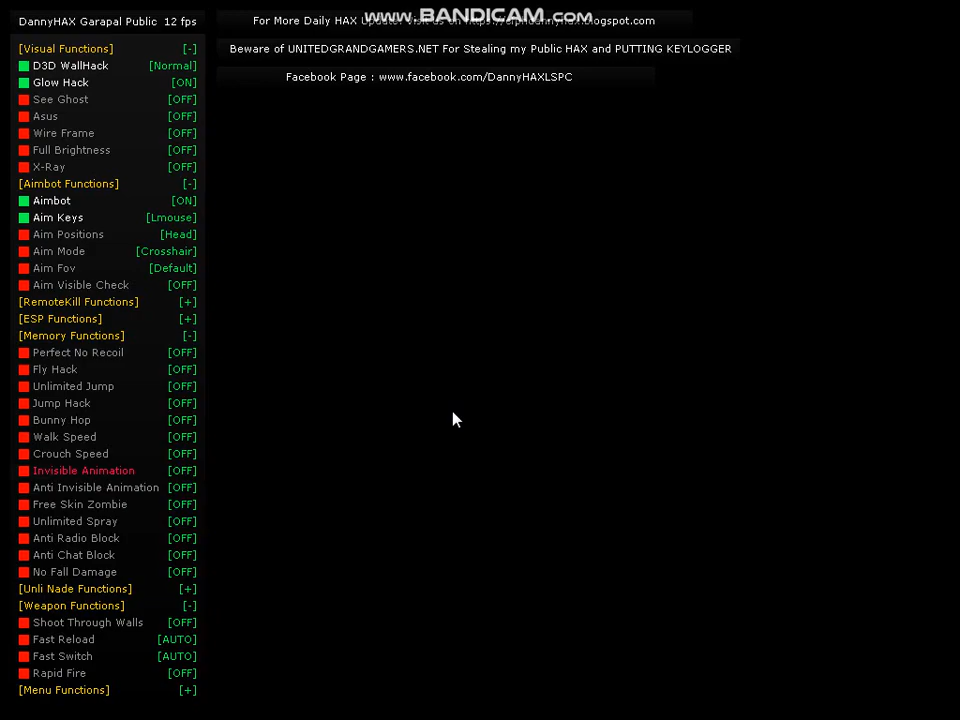 www.BANDICAM.com
DannyHAX Garapal Public 12 fps
For More Daily HAX Update visit us on blogspot.com
Beware of UNITEDGRANDGAMERS.NET For Stealing my Public HAX and PUTTING KEYLOGGER
Facebook Page : www.facebook.com/DannyHAXLSPC
[Visual Functions] [-]
D3D WallHack [Normal]
Glow Hack [ON]
See Ghost [OFF]
Asus [OFF]
Wire Frame [OFF]
Full Brightness [OFF]
X-Ray [OFF]
[Aimbot Functions] [-]
Aimbot [ON]
Aim Keys [Lmouse]
Aim Positions [Head]
Aim Mode [Crosshair]
Aim Fov [Default]
Aim Visible Check [OFF]
[RemoteKill Functions] [+]
[ESP Functions] [+]
[Memory Functions] [-]
Perfect No Recoil [OFF]
Fly Hack [OFF]
Unlimited Jump [OFF]
Jump Hack [OFF]
Bunny Hop [OFF]
Walk Speed [OFF]
Crouch Speed [OFF]
Invisible Animation [OFF]
Anti Invisible Animation [OFF]
Free Skin Zombie [OFF]
Unlimited Spray [OFF]
Anti Radio Block [OFF]
Anti Chat Block [OFF]
No Fall Damage [OFF]
[Unli Nade Functions] [+]
[Weapon Functions] [-]
Shoot Through Walls [OFF]
Fast Reload [AUTO]
Fast Switch [AUTO]
Rapid Fire [OFF]
[Menu Functions] [+]